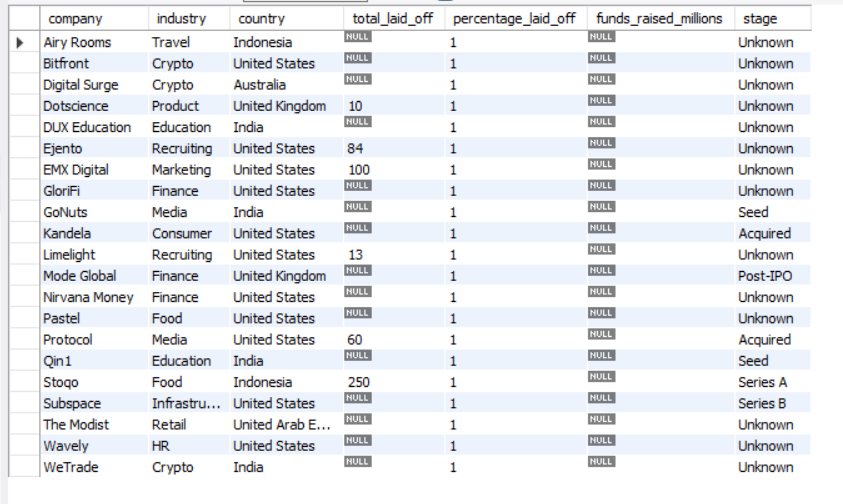 company industry country total_laid_off percentage_laid_off funds_raised_millions stage
Airy Rooms Travel Indonesia NULL 1 NULL Unknown
Bitfront Crypto United States NULL 1 NULL Unknown
Digital Surge Crypto Australia NULL 1 NULL Unknown
Dotscience Product United Kingdom 10 1 NULL Unknown
DUX Education Education India NULL 1 NULL Unknown
Ejento Recruiting United States 84 1 NULL Unknown
EMX Digital Marketing United States 100 1 NULL Unknown
GloriFi Finance United States NULL 1 NULL Unknown
GoNuts Media India NULL 1 NULL Seed
Kandela Consumer United States NULL 1 NULL Acquired
Limelight Recruiting United States 13 1 NULL Unknown
Mode Global Finance United Kingdom NULL 1 NULL Post-IPO
Nirvana Money Finance United States NULL 1 NULL Unknown
Pastel Food United States NULL 1 NULL Unknown
Protocol Media United States 60 1 NULL Acquired
Qin1 Education India NULL 1 NULL Seed
Stoqo Food Indonesia 250 1 NULL Series A
Subspace Infrastru... United States NULL 1 NULL Series B
The Modist Retail United Arab E... NULL 1 NULL Unknown
Wavely HR United States NULL 1 NULL Unknown
WeTrade Crypto India NULL 1 NULL Unknown